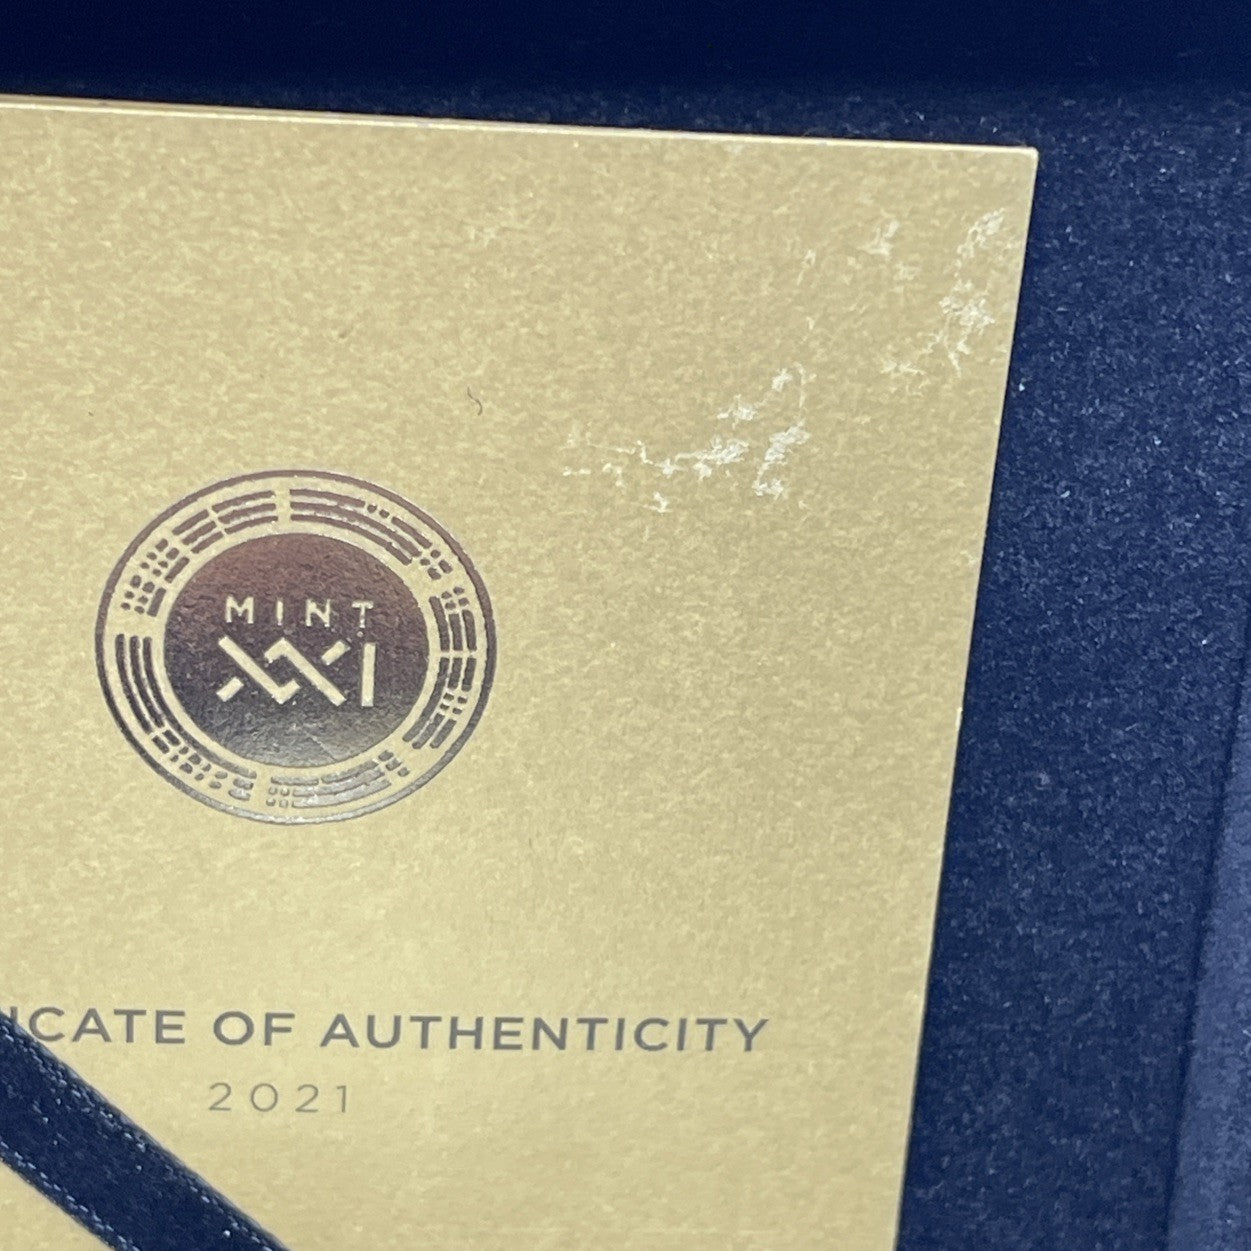 MINT
XXI
ICATE OF AUTHENTICITY
2021